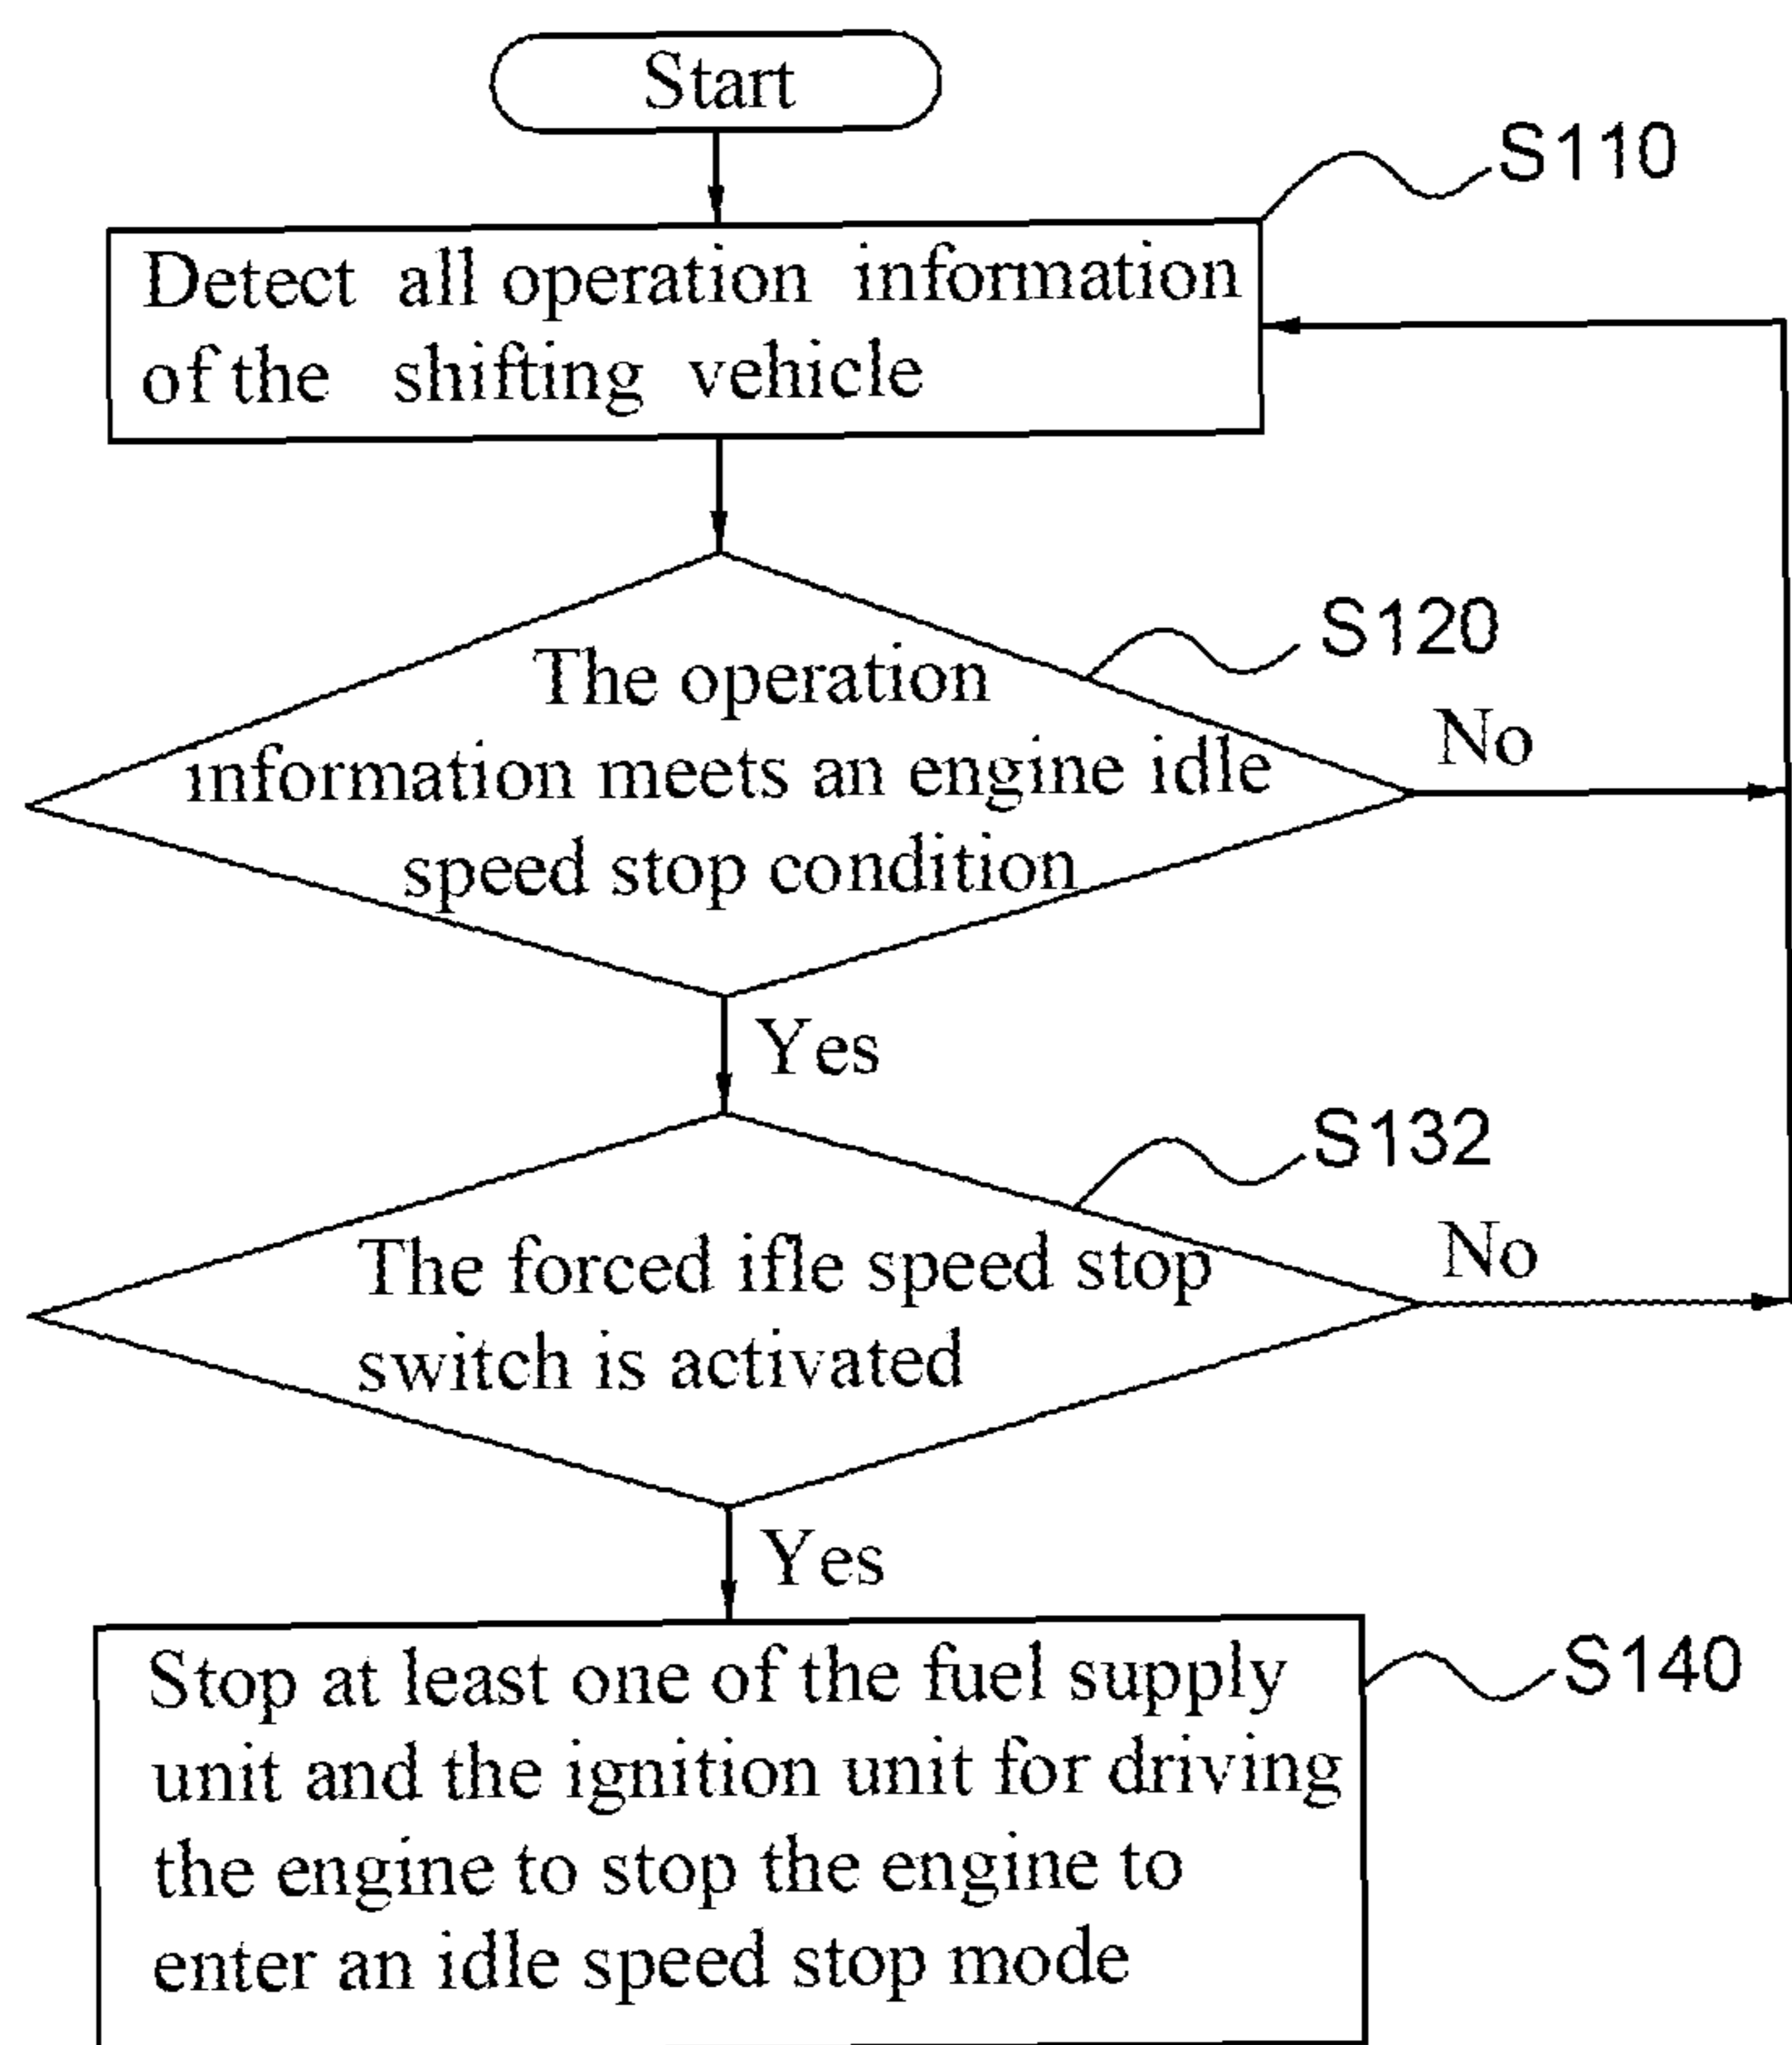 Start
S110
Detect all operation information
of the shifting vehicle
S120
The operation
information meets an engine idle
speed stop condition
No
Yes
S132
The forced ifle speed stop
switch is activated
No
Yes
S140
Stop at least one of the fuel supply
unit and the ignition unit for driving
the engine to stop the engine to
enter an idle speed stop mode